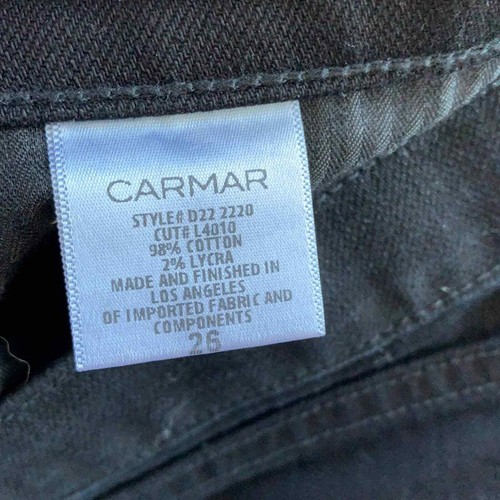 CARMAR
STYLE# D22 2220
CUT# L4010
98% COTTON
2% LYCRA
MADE AND FINISHED IN
LOS ANGELES
OF IMPORTED FABRIC AND
COMPONENTS
26